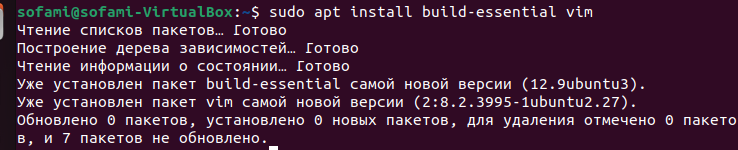 sofami@sofami-VirtualBox:~$ sudo apt install build-essential vim
Чтение списков пакетов… Готово
Построение дерева зависимостей… Готово
Чтение информации о состоянии… Готово
Уже установлен пакет build-essential самой новой версии (12.9ubuntu3).
Уже установлен пакет vim самой новой версии (2:8.2.3995-1ubuntu2.27).
Обновлено 0 пакетов, установлено 0 новых пакетов, для удаления отмечено 0 пакето
в, и 7 пакетов не обновлено.